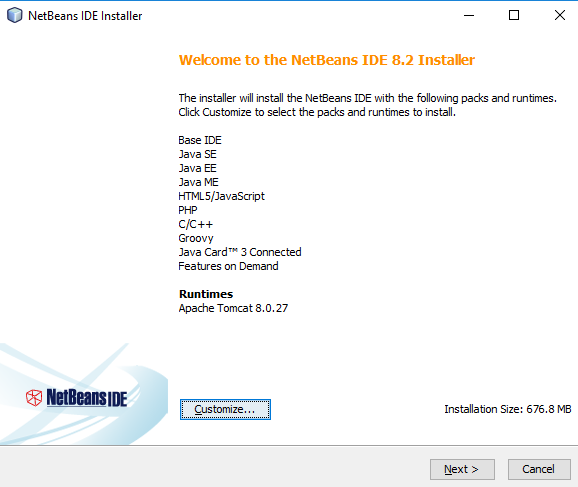 NetBeans IDE Installer
Welcome to the NetBeans IDE 8.2 Installer
The installer will install the NetBeans IDE with the following packs and runtimes.
Click Customize to select the packs and runtimes to install.
Base IDE
Java SE
Java EE
Java ME
HTML5/JavaScript
PHP
C/C++
Groovy
Java Card™ 3 Connected
Features on Demand
Runtimes
Apache Tomcat 8.0.27
NetBeans IDE
Customize...
Installation Size: 676.8 MB
Next >
Cancel